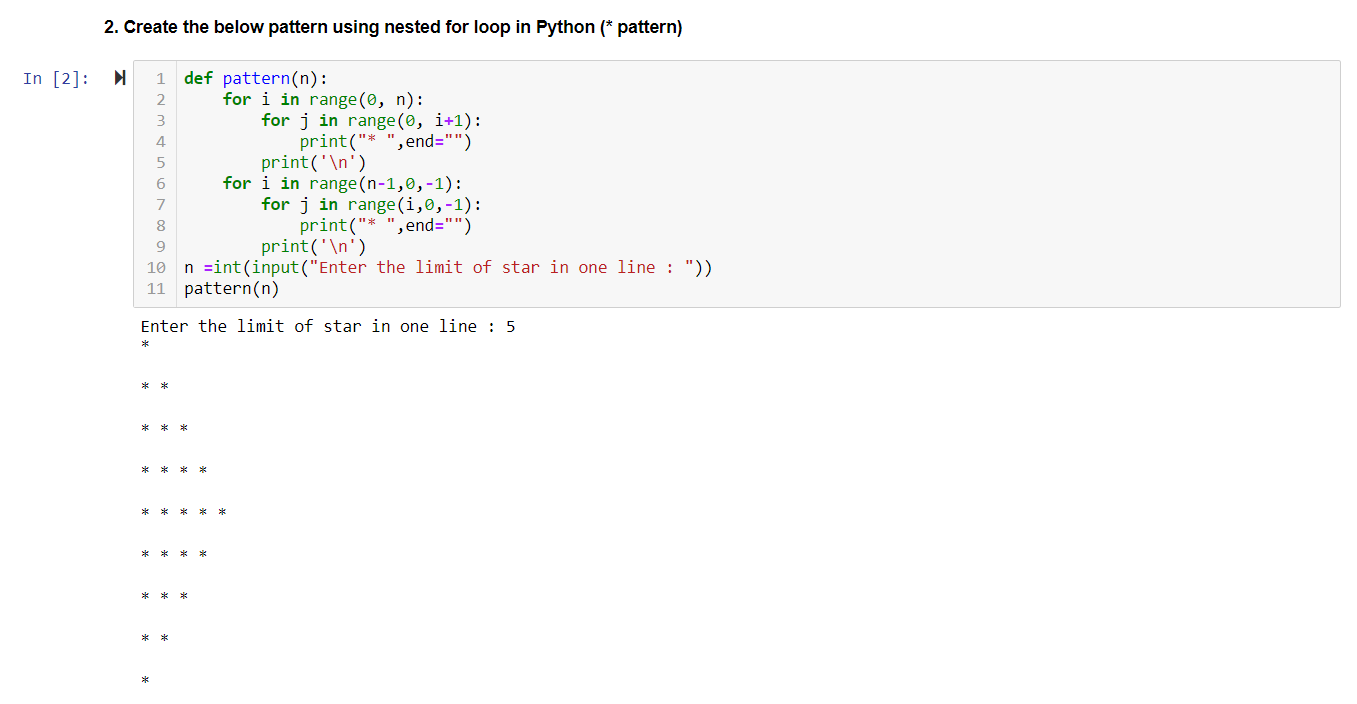 2. Create the below pattern using nested for loop in Python (* pattern)
In [2]:
1 def pattern(n):
2     for i in range(0, n):
3         for j in range(0, i+1):
4             print("* ",end="")
5         print('\n')
6     for i in range(n-1,0,-1):
7         for j in range(i,0,-1):
8             print("* ",end="")
9         print('\n')
10 n =int(input("Enter the limit of star in one line : "))
11 pattern(n)
Enter the limit of star in one line : 5
*
* *
* * *
* * * *
* * * * *
* * * *
* * *
* *
*